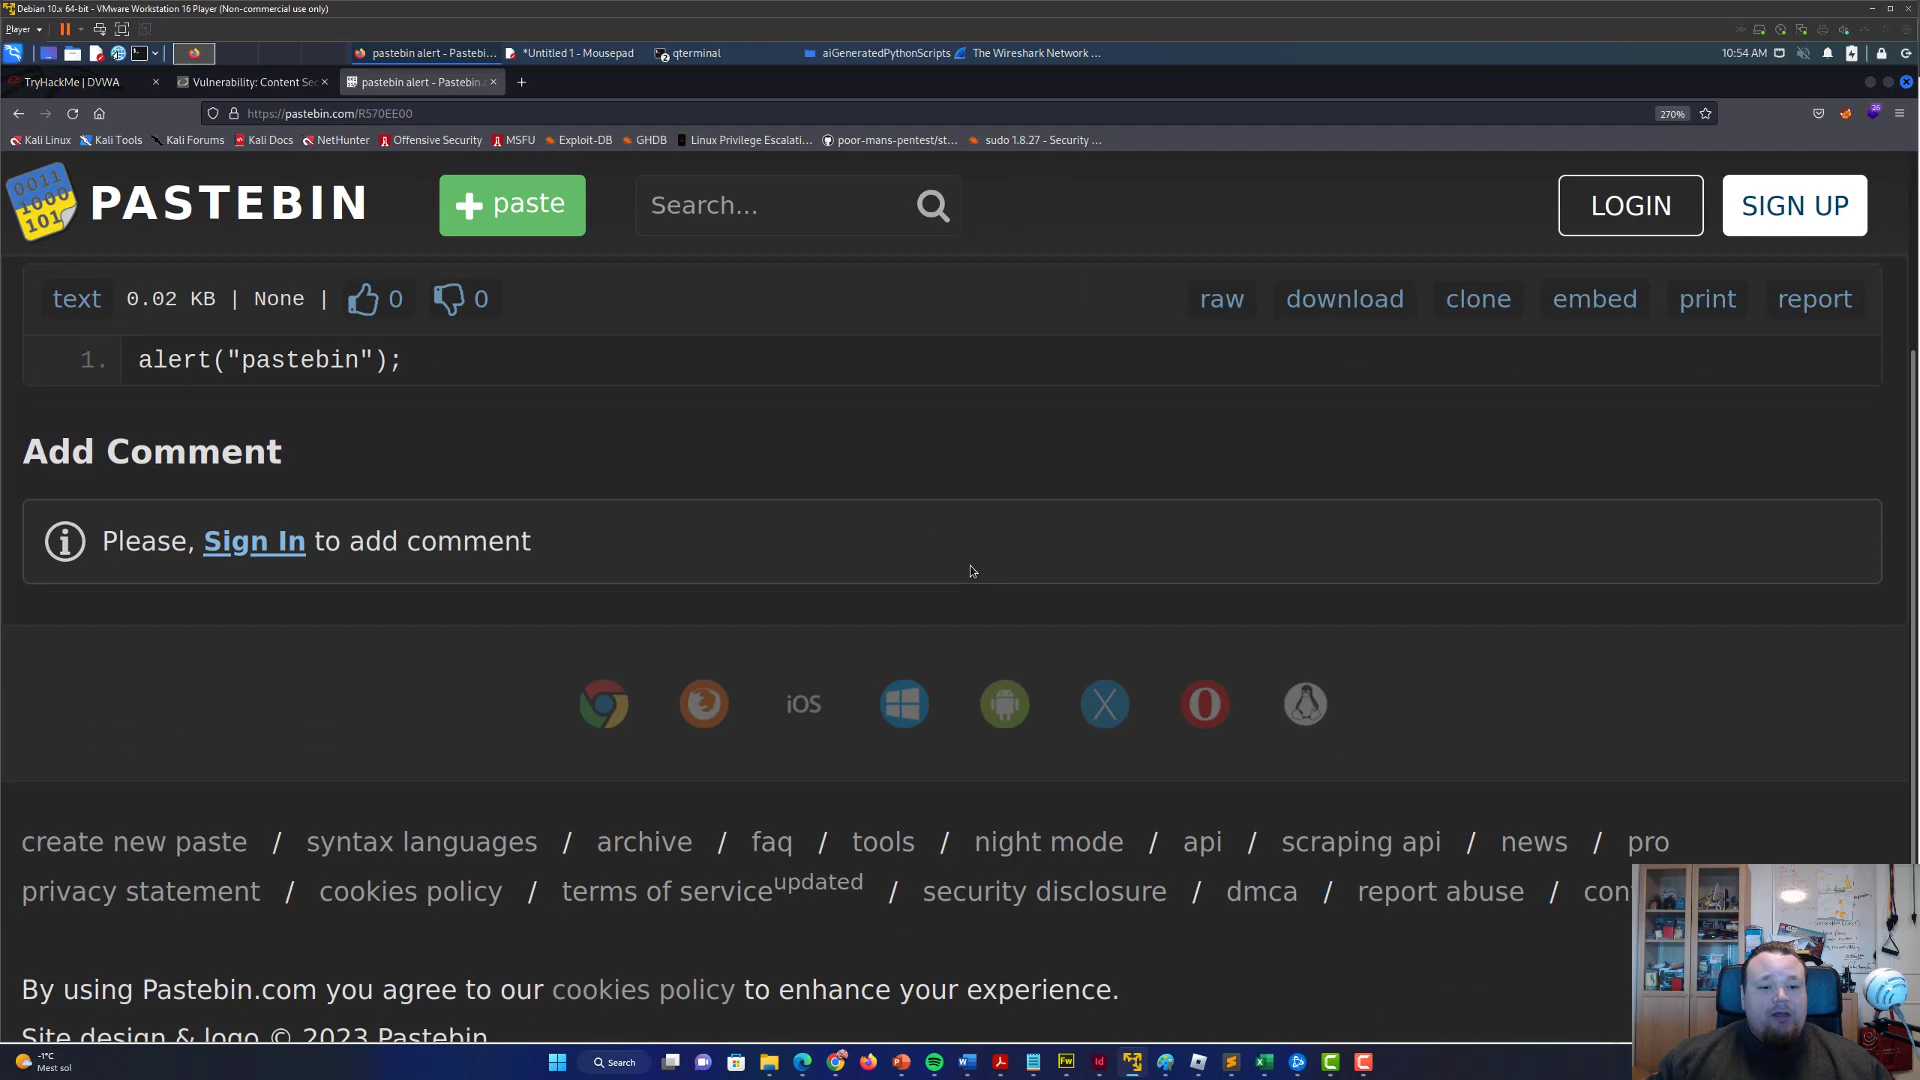 Debian 10.x 64-bit - VMware Workstation 16 Player (Non-commercial use only)
Player
pastebin alert - Pastebi...
*Untitled 1 - Mousepad
qterminal
aiGeneratedPythonScripts
The Wireshark Network ...
10:54 AM
TryHackMe | DVWA
Vulnerability: Content Sec
pastebin alert - Pastebin.c
https://pastebin.com/R570EE00
270%
26
Kali Linux
Kali Tools
Kali Forums
Kali Docs
NetHunter
Offensive Security
MSFU
Exploit-DB
GHDB
Linux Privilege Escalati...
poor-mans-pentest/st...
sudo 1.8.27 - Security ...
0011
1000
101
PASTEBIN
paste
Search...
LOGIN
SIGN UP
text 0.02 KB | None | 0 0
raw download clone embed print report
1. alert("pastebin");
Add Comment
Please, Sign In to add comment
iOS
create new paste / syntax languages / archive / faq / tools / night mode / api / scraping api / news / pro
privacy statement / cookies policy / terms of service updated / security disclosure / dmca / report abuse / con
By using Pastebin.com you agree to our cookies policy to enhance your experience.
Site design & logo © 2023 Pastebin
-1°C
Mest sol
Search